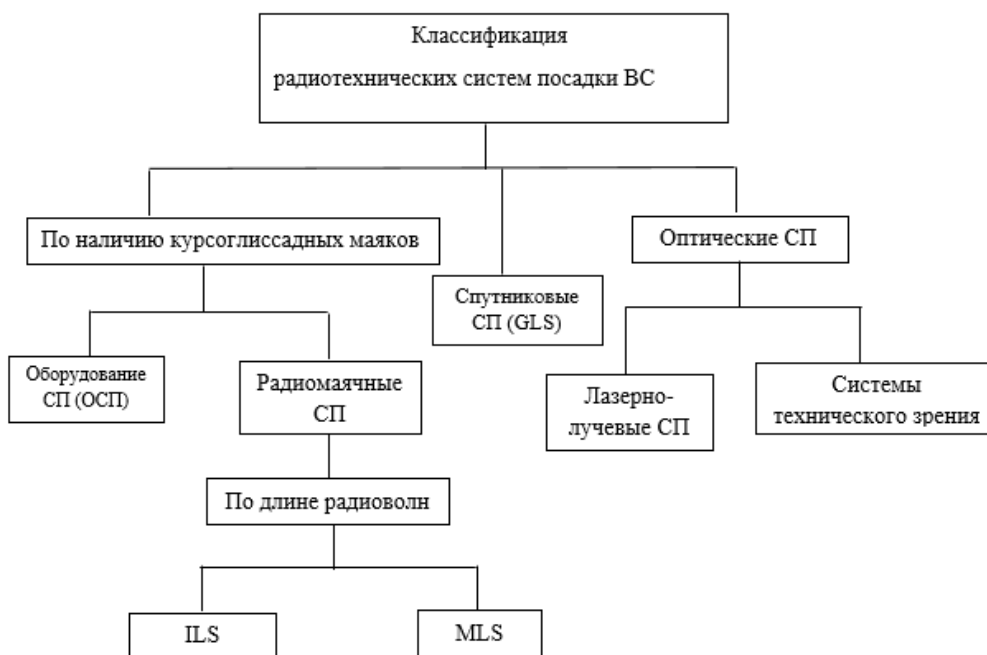 Классификация
радиотехнических систем посадки ВС
По наличию курсоглиссадных маяков
Оптические СП
Спутниковые
СП (GLS)
Оборудование
СП (ОСП)
Радиомаячные
СП
Лазерно-
лучевые СП
Системы
технического зрения
По длине радиоволн
ILS
MLS